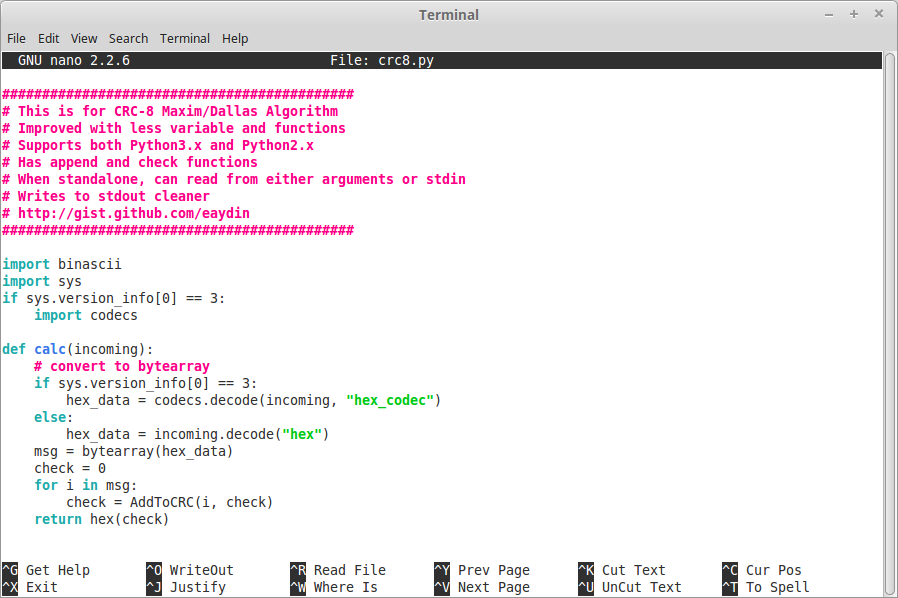 Terminal
File Edit View Search Terminal Help
GNU nano 2.2.6 File: crc8.py
############################################
# This is for CRC-8 Maxim/Dallas Algorithm
# Improved with less variable and functions
# Supports both Python3.x and Python2.x
# Has append and check functions
# When standalone, can read from either arguments or stdin
# Writes to stdout cleaner
# http://gist.github.com/eaydin
############################################
import binascii
import sys
if sys.version_info[0] == 3:
    import codecs
def calc(incoming):
    # convert to bytearray
    if sys.version_info[0] == 3:
        hex_data = codecs.decode(incoming, "hex_codec")
    else:
        hex_data = incoming.decode("hex")
    msg = bytearray(hex_data)
    check = 0
    for i in msg:
        check = AddToCRC(i, check)
    return hex(check)
^G Get Help ^O WriteOut ^R Read File ^Y Prev Page ^K Cut Text ^C Cur Pos
^X Exit ^J Justify ^W Where Is ^V Next Page ^U UnCut Text ^T To Spell